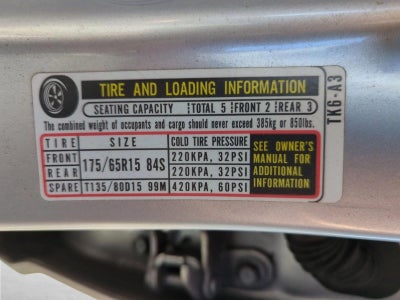 TIRE AND LOADING INFORMATION
SEATING CAPACITY TOTAL 5 FRONT 2 REAR 3
The combined weight of occupants and cargo should never exceed 385kg or 850lbs.
TIRE SIZE COLD TIRE PRESSURE
FRONT 175/65R15 84S 220KPA, 32PSI
REAR 220KPA, 32PSI
SPARE T135/80D15 99M 420KPA, 60PSI
SEE OWNER'S
MANUAL FOR
ADDITIONAL
INFORMATION
TK6-A3